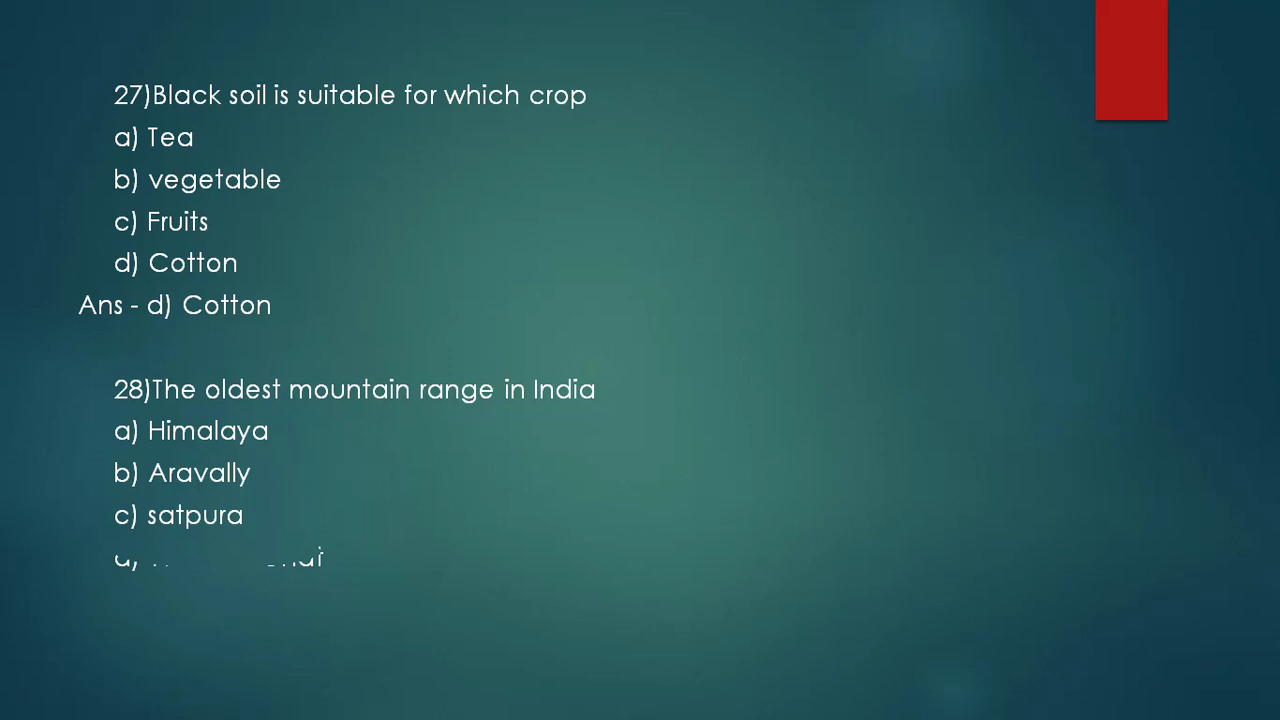 27)Black soil is suitable for which crop
a) Tea
b) vegetable
c) Fruits
d) Cotton
Ans - d) Cotton
28)The oldest mountain range in India
a) Himalaya
b) Aravally
c) satpura